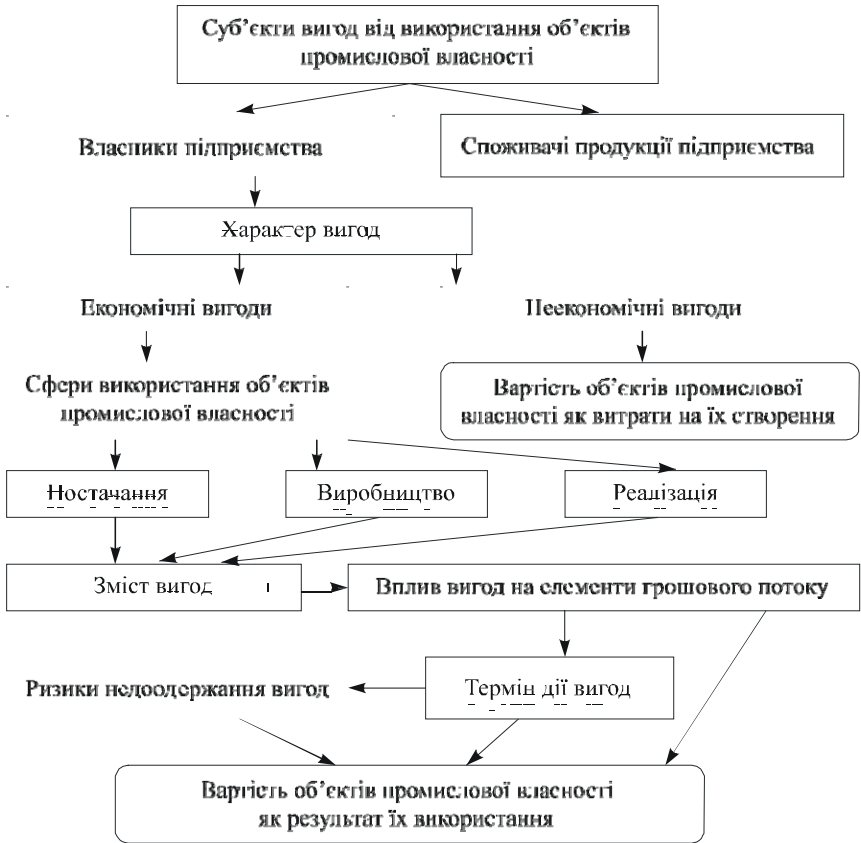 Суб’єкти вигод від використання об’єктів
промислової власності
Власники підприємства
Споживачі продукції підприємства
Характер вигод
Економічні вигоди
Неекономічні вигоди
Сфери використання об’єктів
промислової власності
Вартість об’єктів промислової
власності як витрати на їх створення
Постачання
Виробництво
Реалізація
Зміст вигод
Вплив вигод на елементи грошового потоку
Ризики недоодержання вигод
Термін дії вигод
Вартість об’єктів промислової власності
як результат їх використання